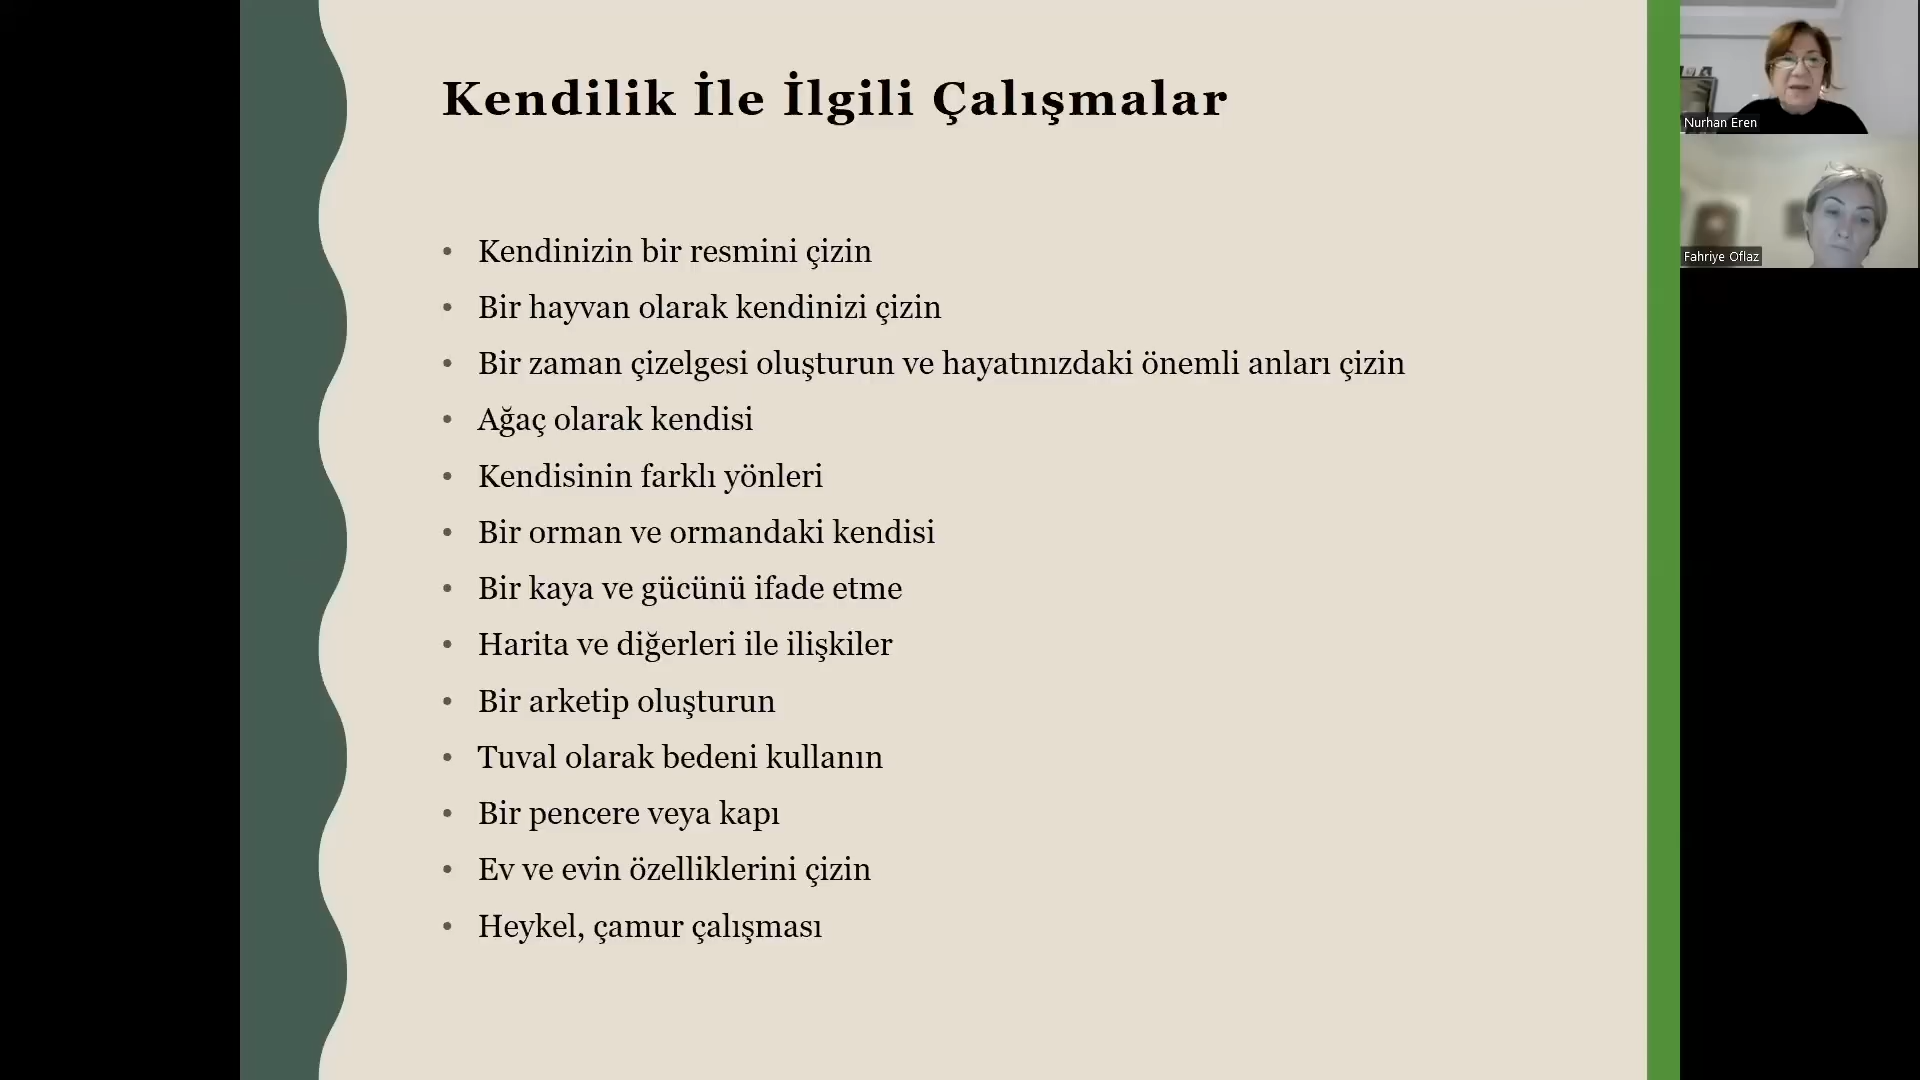 Kendilik İle İlgili Çalışmalar
• Kendinizin bir resmini çizin
• Bir hayvan olarak kendinizi çizin
• Bir zaman çizelgesi oluşturun ve hayatınızdaki önemli anları çizin
• Ağaç olarak kendisi
• Kendisinin farklı yönleri
• Bir orman ve ormandaki kendisi
• Bir kaya ve gücünü ifade etme
• Harita ve diğerleri ile ilişkiler
• Bir arketip oluşturun
• Tuval olarak bedeni kullanın
• Bir pencere veya kapı
• Ev ve evin özelliklerini çizin
• Heykel, çamur çalışması
Nurhan Eren
Fahriye Oflaz